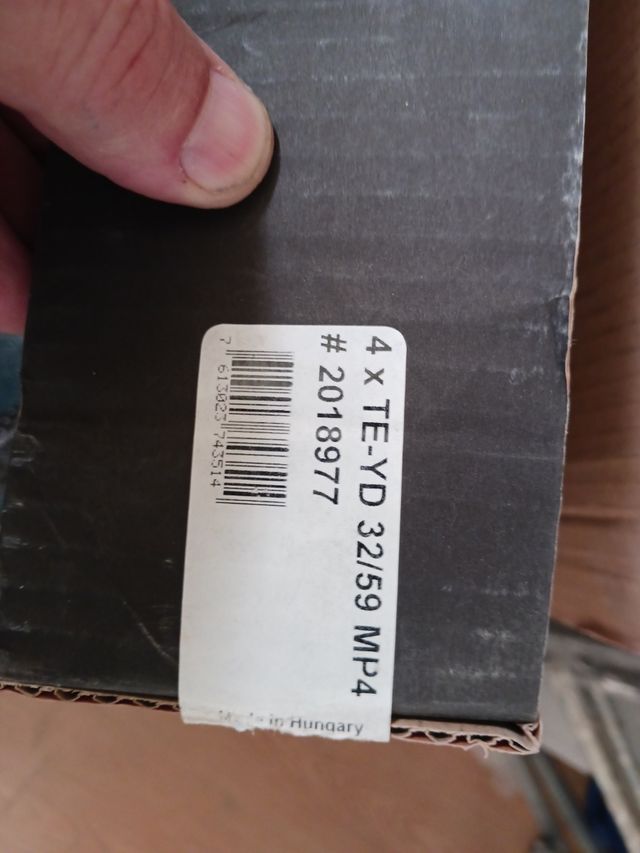 4 x TE-YD 32/59 MP4
# 2018977
7 613023 743514
Made in Hungary